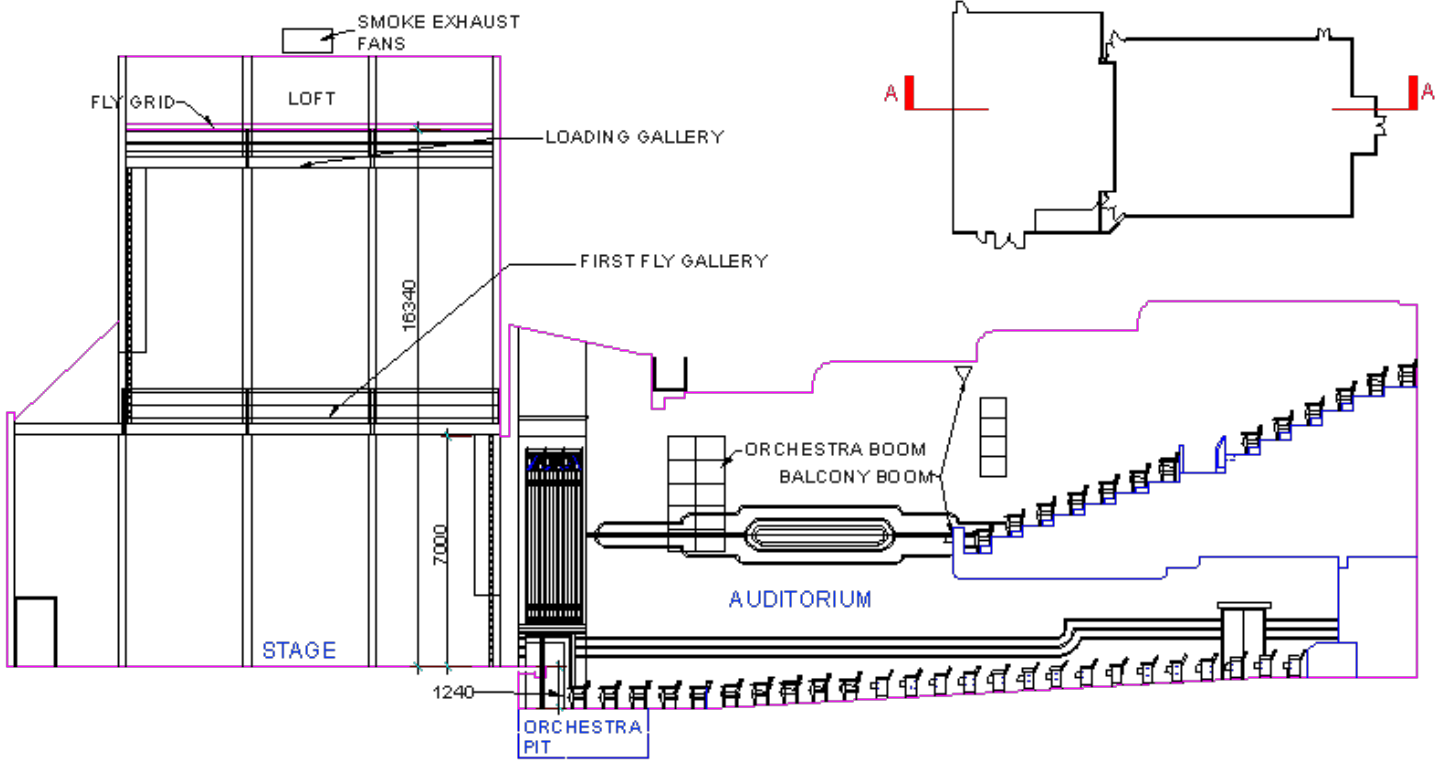 SMOKE EXHAUST
FANS
FLY GRID
LOFT
A
A
LOADING GALLERY
FIRST FLY GALLERY
16340
ORCHESTRA BOOM
BALCONY BOOM
7000
AUDITORIUM
STAGE
1240
ORCHESTRA
PIT